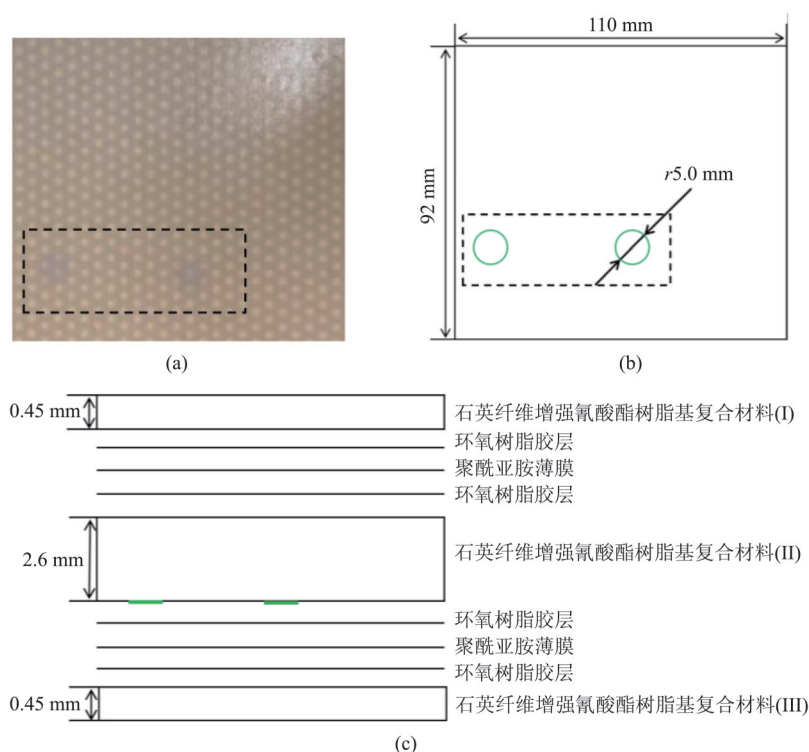 110 mm
92 mm
r5.0 mm
(a)
(b)
0.45 mm
石英纤维增强氰酸酯树脂基复合材料(I)
环氧树脂胶层
聚酰亚胺薄膜
环氧树脂胶层
2.6 mm
石英纤维增强氰酸酯树脂基复合材料(II)
环氧树脂胶层
聚酰亚胺薄膜
环氧树脂胶层
0.45 mm
石英纤维增强氰酸酯树脂基复合材料(III)
(c)